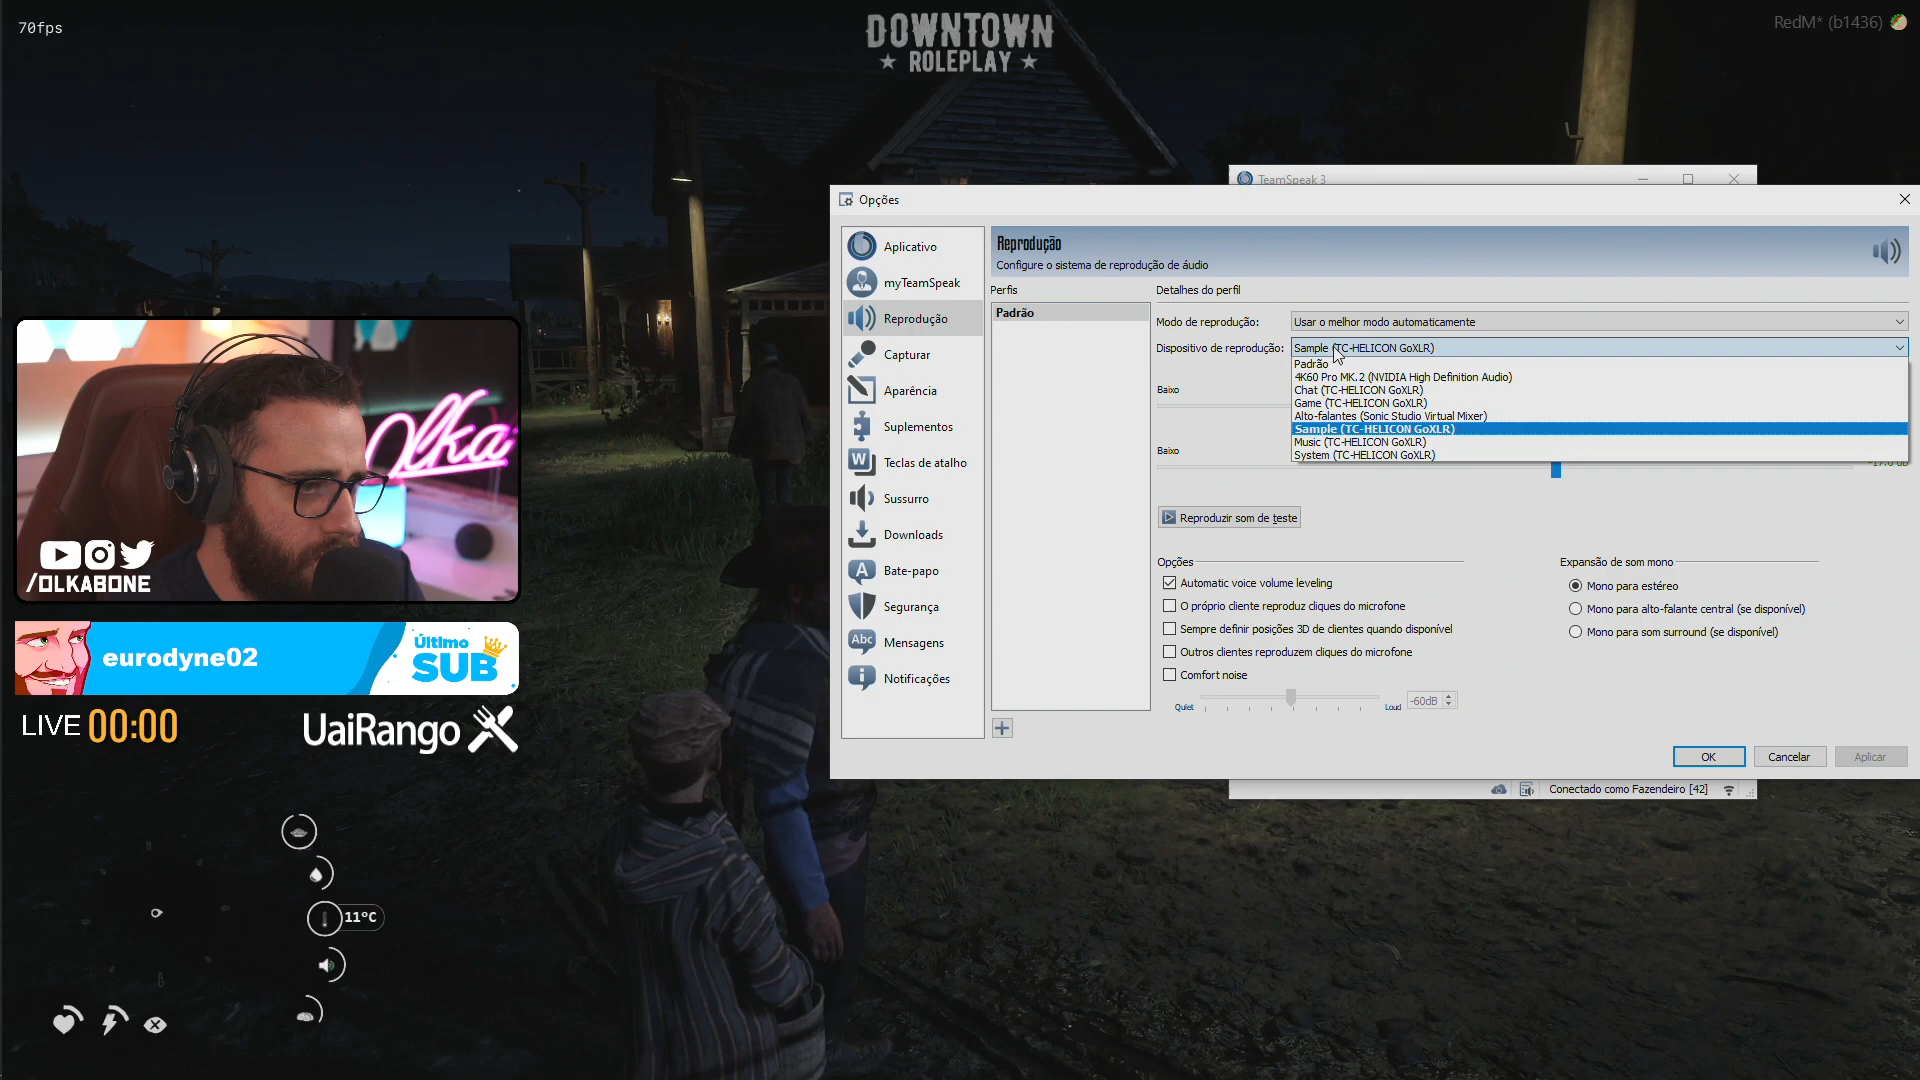 70fps
DOWNTOWN
ROLEPLAY
RedM* (b1436)
TeamSpeak 3
Opções
Aplicativo
myTeamSpeak
Reprodução
Capturar
Aparência
Suplementos
Teclas de atalho
Sussurro
Downloads
Bate-papo
Segurança
Mensagens
Notificações
Reprodução
Configure o sistema de reprodução de áudio
Perfis
Padrão
Detalhes do perfil
Modo de reprodução:
Usar o melhor modo automaticamente
Dispositivo de reprodução:
Sample (TC-HELICON GoXLR)
Padrão
4K60 Pro MK.2 (NVIDIA High Definition Audio)
Chat (TC-HELICON GoXLR)
Game (TC-HELICON GoXLR)
Alto-falantes (Sonic Studio Virtual Mixer)
Sample (TC-HELICON GoXLR)
Music (TC-HELICON GoXLR)
System (TC-HELICON GoXLR)
Baixo
Baixo
-17.0 dB
Reproduzir som de teste
Opções
Automatic voice volume leveling
O próprio cliente reproduz cliques do microfone
Sempre definir posições 3D de clientes quando disponível
Outros clientes reproduzem cliques do microfone
Comfort noise
Quiet
Loud
-60dB
Expansão de som mono
Mono para estéreo
Mono para alto-falante central (se disponível)
Mono para som surround (se disponível)
OK
Cancelar
Aplicar
Conectado como Fazendeiro [42]
Olka
/OLKABONE
eurodyne02
Último
SUB
LIVE 00:00
UaiRango
11°C